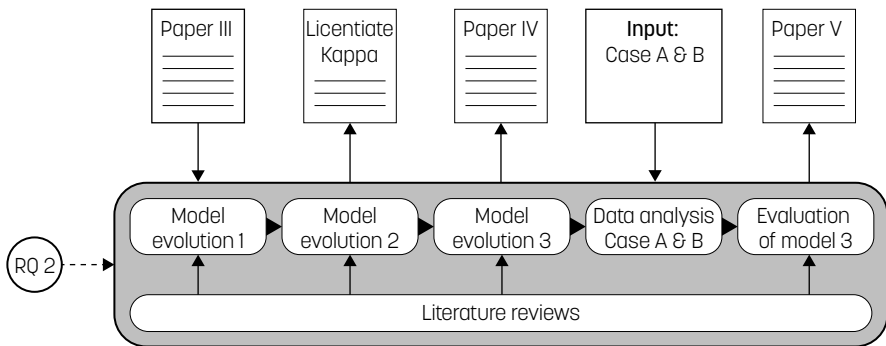 Paper III
Licentiate
Kappa
Paper IV
Input:
Case A & B
Paper V
Model
evolution 1
Model
evolution 2
Model
evolution 3
Data analysis
Case A & B
Evaluation
of model 3
RQ 2
Literature reviews